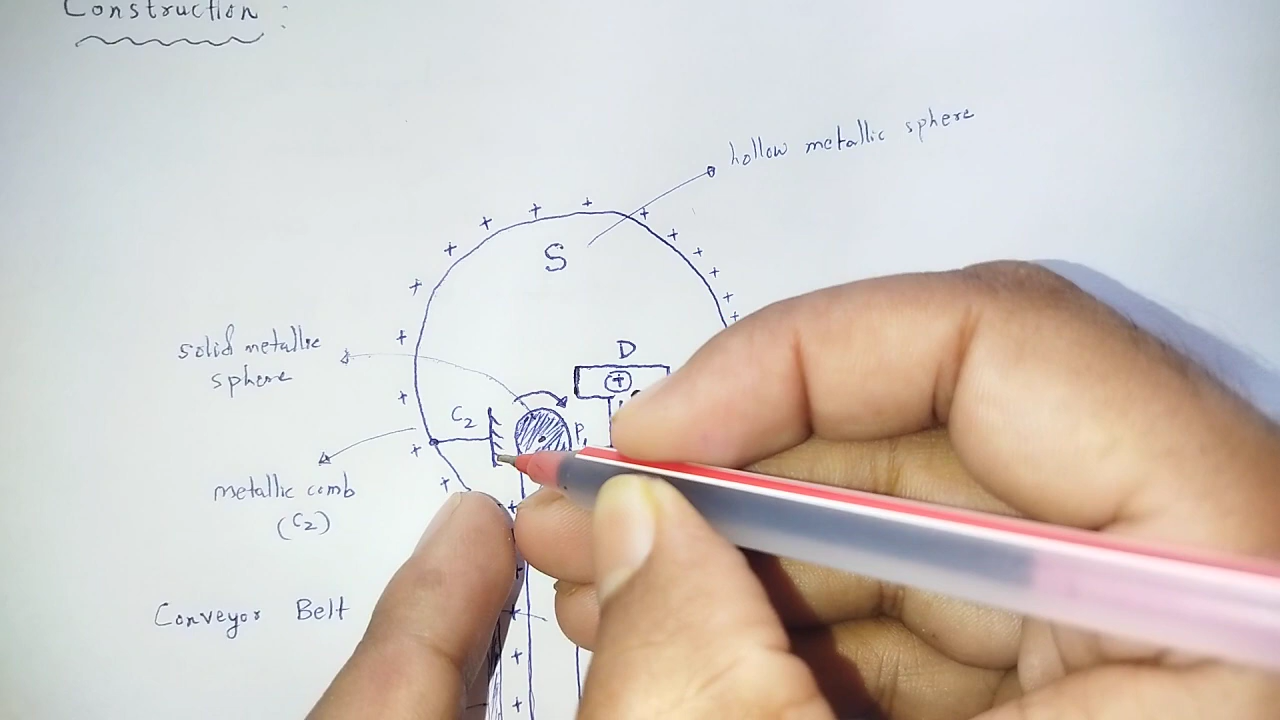 Construction :
hollow metallic sphere
S
solid metallic
sphere
D
+
C2
P1
metallic comb
(C2)
Conveyor Belt